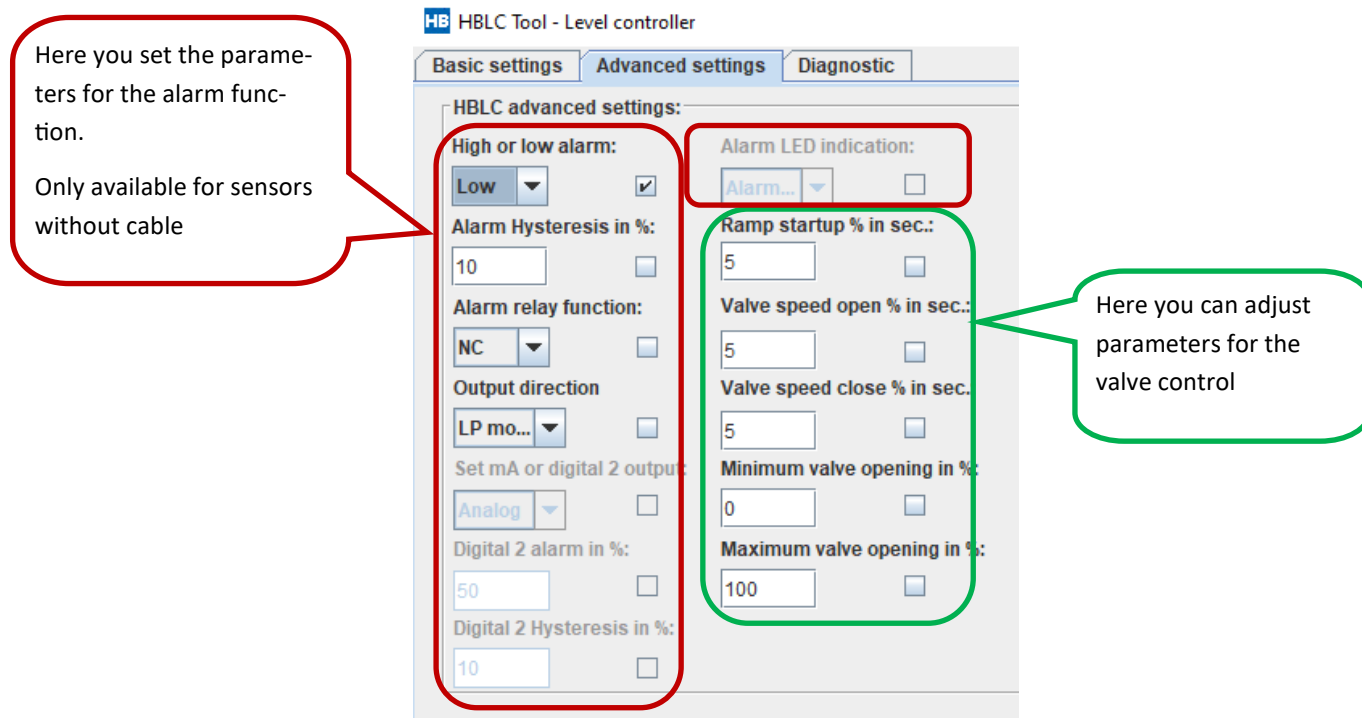 HB HBLC Tool - Level controller
Basic settings Advanced settings Diagnostic
Here you set the parame-
ters for the alarm func-
tion.
Only available for sensors
without cable
HBLC advanced settings:
High or low alarm:
Low
Alarm Hysteresis in %:
10
Alarm relay function:
NC
Output direction
LP mo...
Set mA or digital 2 output:
Analog
Digital 2 alarm in %:
50
Digital 2 Hysteresis in %:
10
Alarm LED indication:
Alarm...
Ramp startup % in sec.:
5
Valve speed open % in sec.:
5
Valve speed close % in sec.
5
Minimum valve opening in %:
0
Maximum valve opening in %:
100
Here you can adjust
parameters for the
valve control